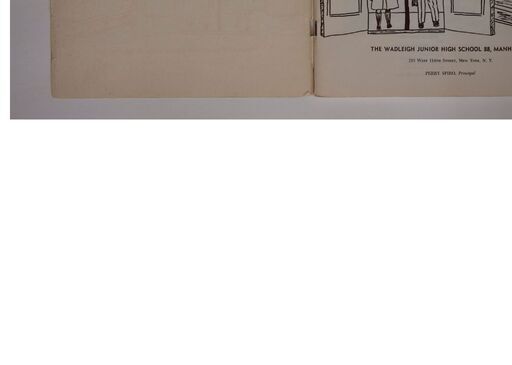 THE WADLEIGH JUNIOR HIGH SCHOOL 88, MANH
215 West 114th Street, New York, N. Y.
PERRY SPIRO, Principal